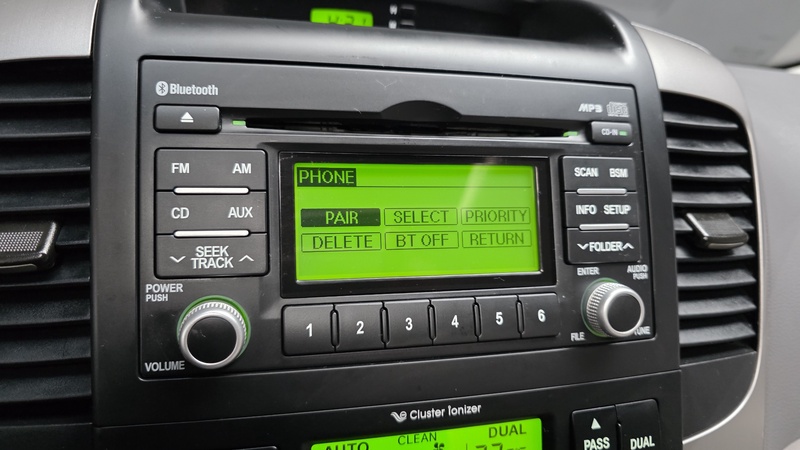 4:21
Bluetooth
MP3
CD-IN
FM AM
CD AUX
SEEK
TRACK
PHONE
PAIR SELECT PRIORITY
DELETE BT OFF RETURN
SCAN BSM
INFO SETUP
FOLDER
POWER
PUSH
VOLUME
1 2 3 4 5 6
ENTER
AUDIO
PUSH
FILE
TUNE
Cluster Ionizer
AUTO CLEAN DUAL
PASS DUAL